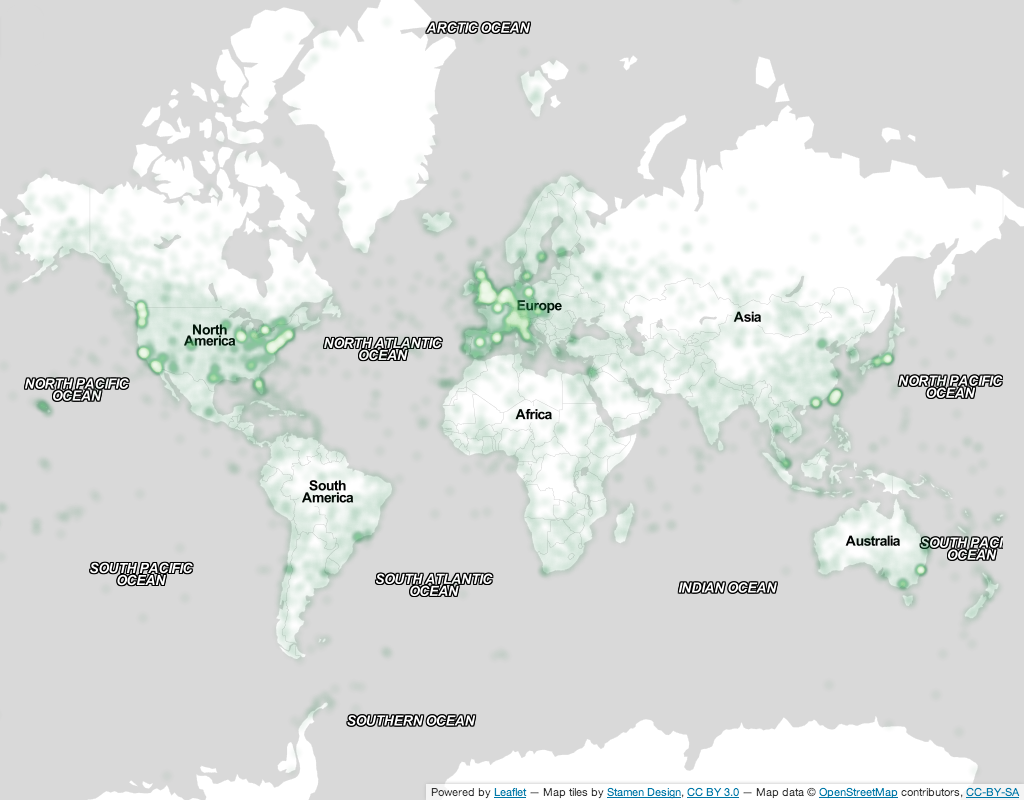 ARCTIC OCEAN
Europe
Asia
North
America
NORTH ATLANTIC
OCEAN
NORTH PACIFIC
OCEAN
NORTH PACIFIC
OCEAN
Africa
South
America
Australia
SOUTH PACI
OCEAN
SOUTH PACIFIC
OCEAN
SOUTH ATLANTIC
OCEAN
INDIAN OCEAN
SOUTHERN OCEAN
Powered by Leaflet — Map tiles by Stamen Design, CC BY 3.0 — Map data © OpenStreetMap contributors, CC-BY-SA